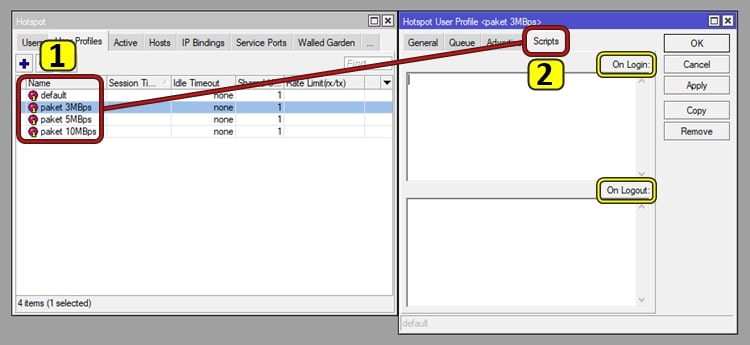 Hotspot
Users
User Profiles
Active
Hosts
IP Bindings
Service Ports
Walled Garden
...
1
Find
Name
Session Ti...
Idle Timeout
Shared U...
Rate Limit (rx/tx)
default
none
1
paket 3MBps
none
1
paket 5MBps
none
1
paket 10MBps
none
1
4 items (1 selected)
Hotspot User Profile <paket 3MBps>
General
Queue
Scripts
2
On Login:
On Logout:
OK
Cancel
Apply
Copy
Remove
default